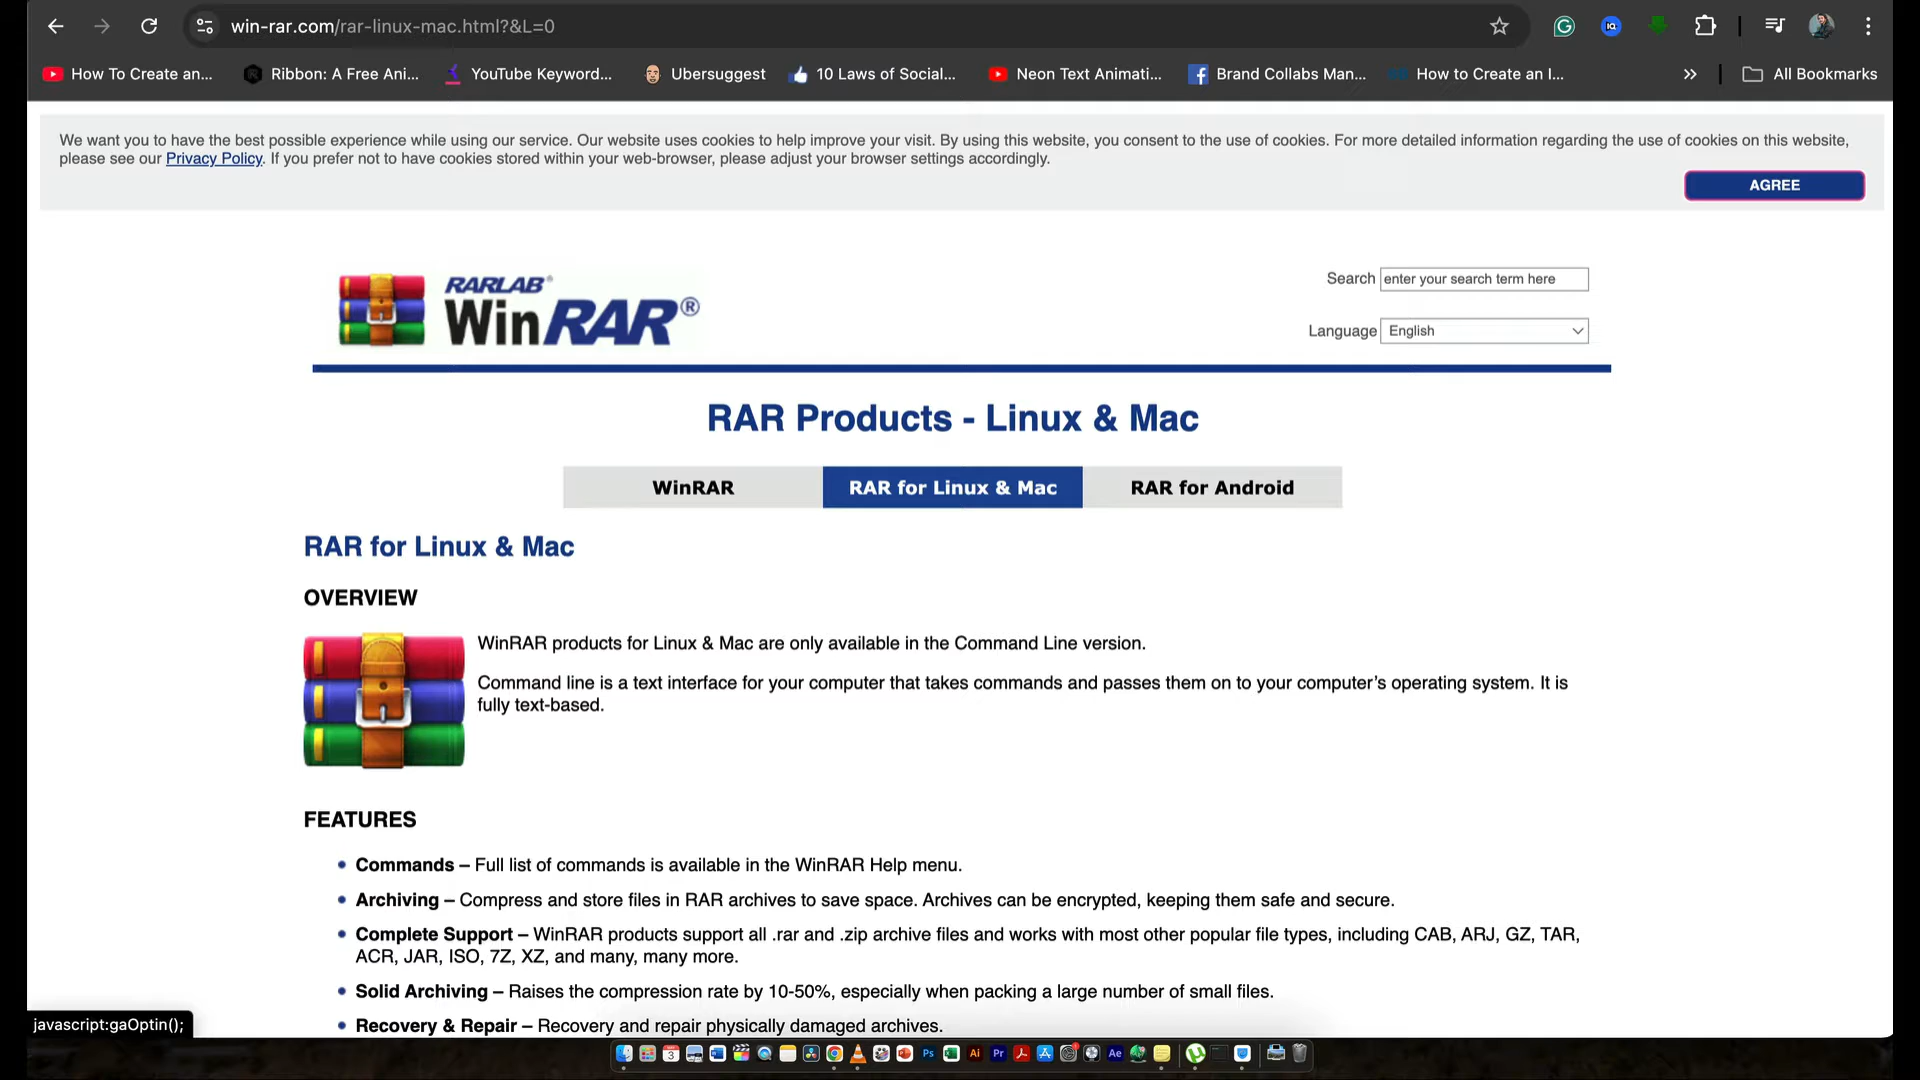 win-rar.com/rar-linux-mac.html?&L=0
How To Create an...
Ribbon: A Free Ani...
YouTube Keyword...
Ubersuggest
10 Laws of Social...
Neon Text Animati...
Brand Collabs Man...
How to Create an I...
All Bookmarks
We want you to have the best possible experience while using our service. Our website uses cookies to help improve your visit. By using this website, you consent to the use of cookies. For more detailed information regarding the use of cookies on this website,
please see our Privacy Policy. If you prefer not to have cookies stored within your web-browser, please adjust your browser settings accordingly.
AGREE
RARLAB®
WinRAR®
Search enter your search term here
Language English
RAR Products - Linux & Mac
WinRAR
RAR for Linux & Mac
RAR for Android
RAR for Linux & Mac
OVERVIEW
WinRAR products for Linux & Mac are only available in the Command Line version.
Command line is a text interface for your computer that takes commands and passes them on to your computer’s operating system. It is
fully text-based.
FEATURES
Commands – Full list of commands is available in the WinRAR Help menu.
Archiving – Compress and store files in RAR archives to save space. Archives can be encrypted, keeping them safe and secure.
Complete Support – WinRAR products support all .rar and .zip archive files and works with most other popular file types, including CAB, ARJ, GZ, TAR,
ACR, JAR, ISO, 7Z, XZ, and many, many more.
Solid Archiving – Raises the compression rate by 10-50%, especially when packing a large number of small files.
Recovery & Repair – Recovery and repair physically damaged archives.
javascript:gaOptin();
Ps
Ai
Pr
Ae